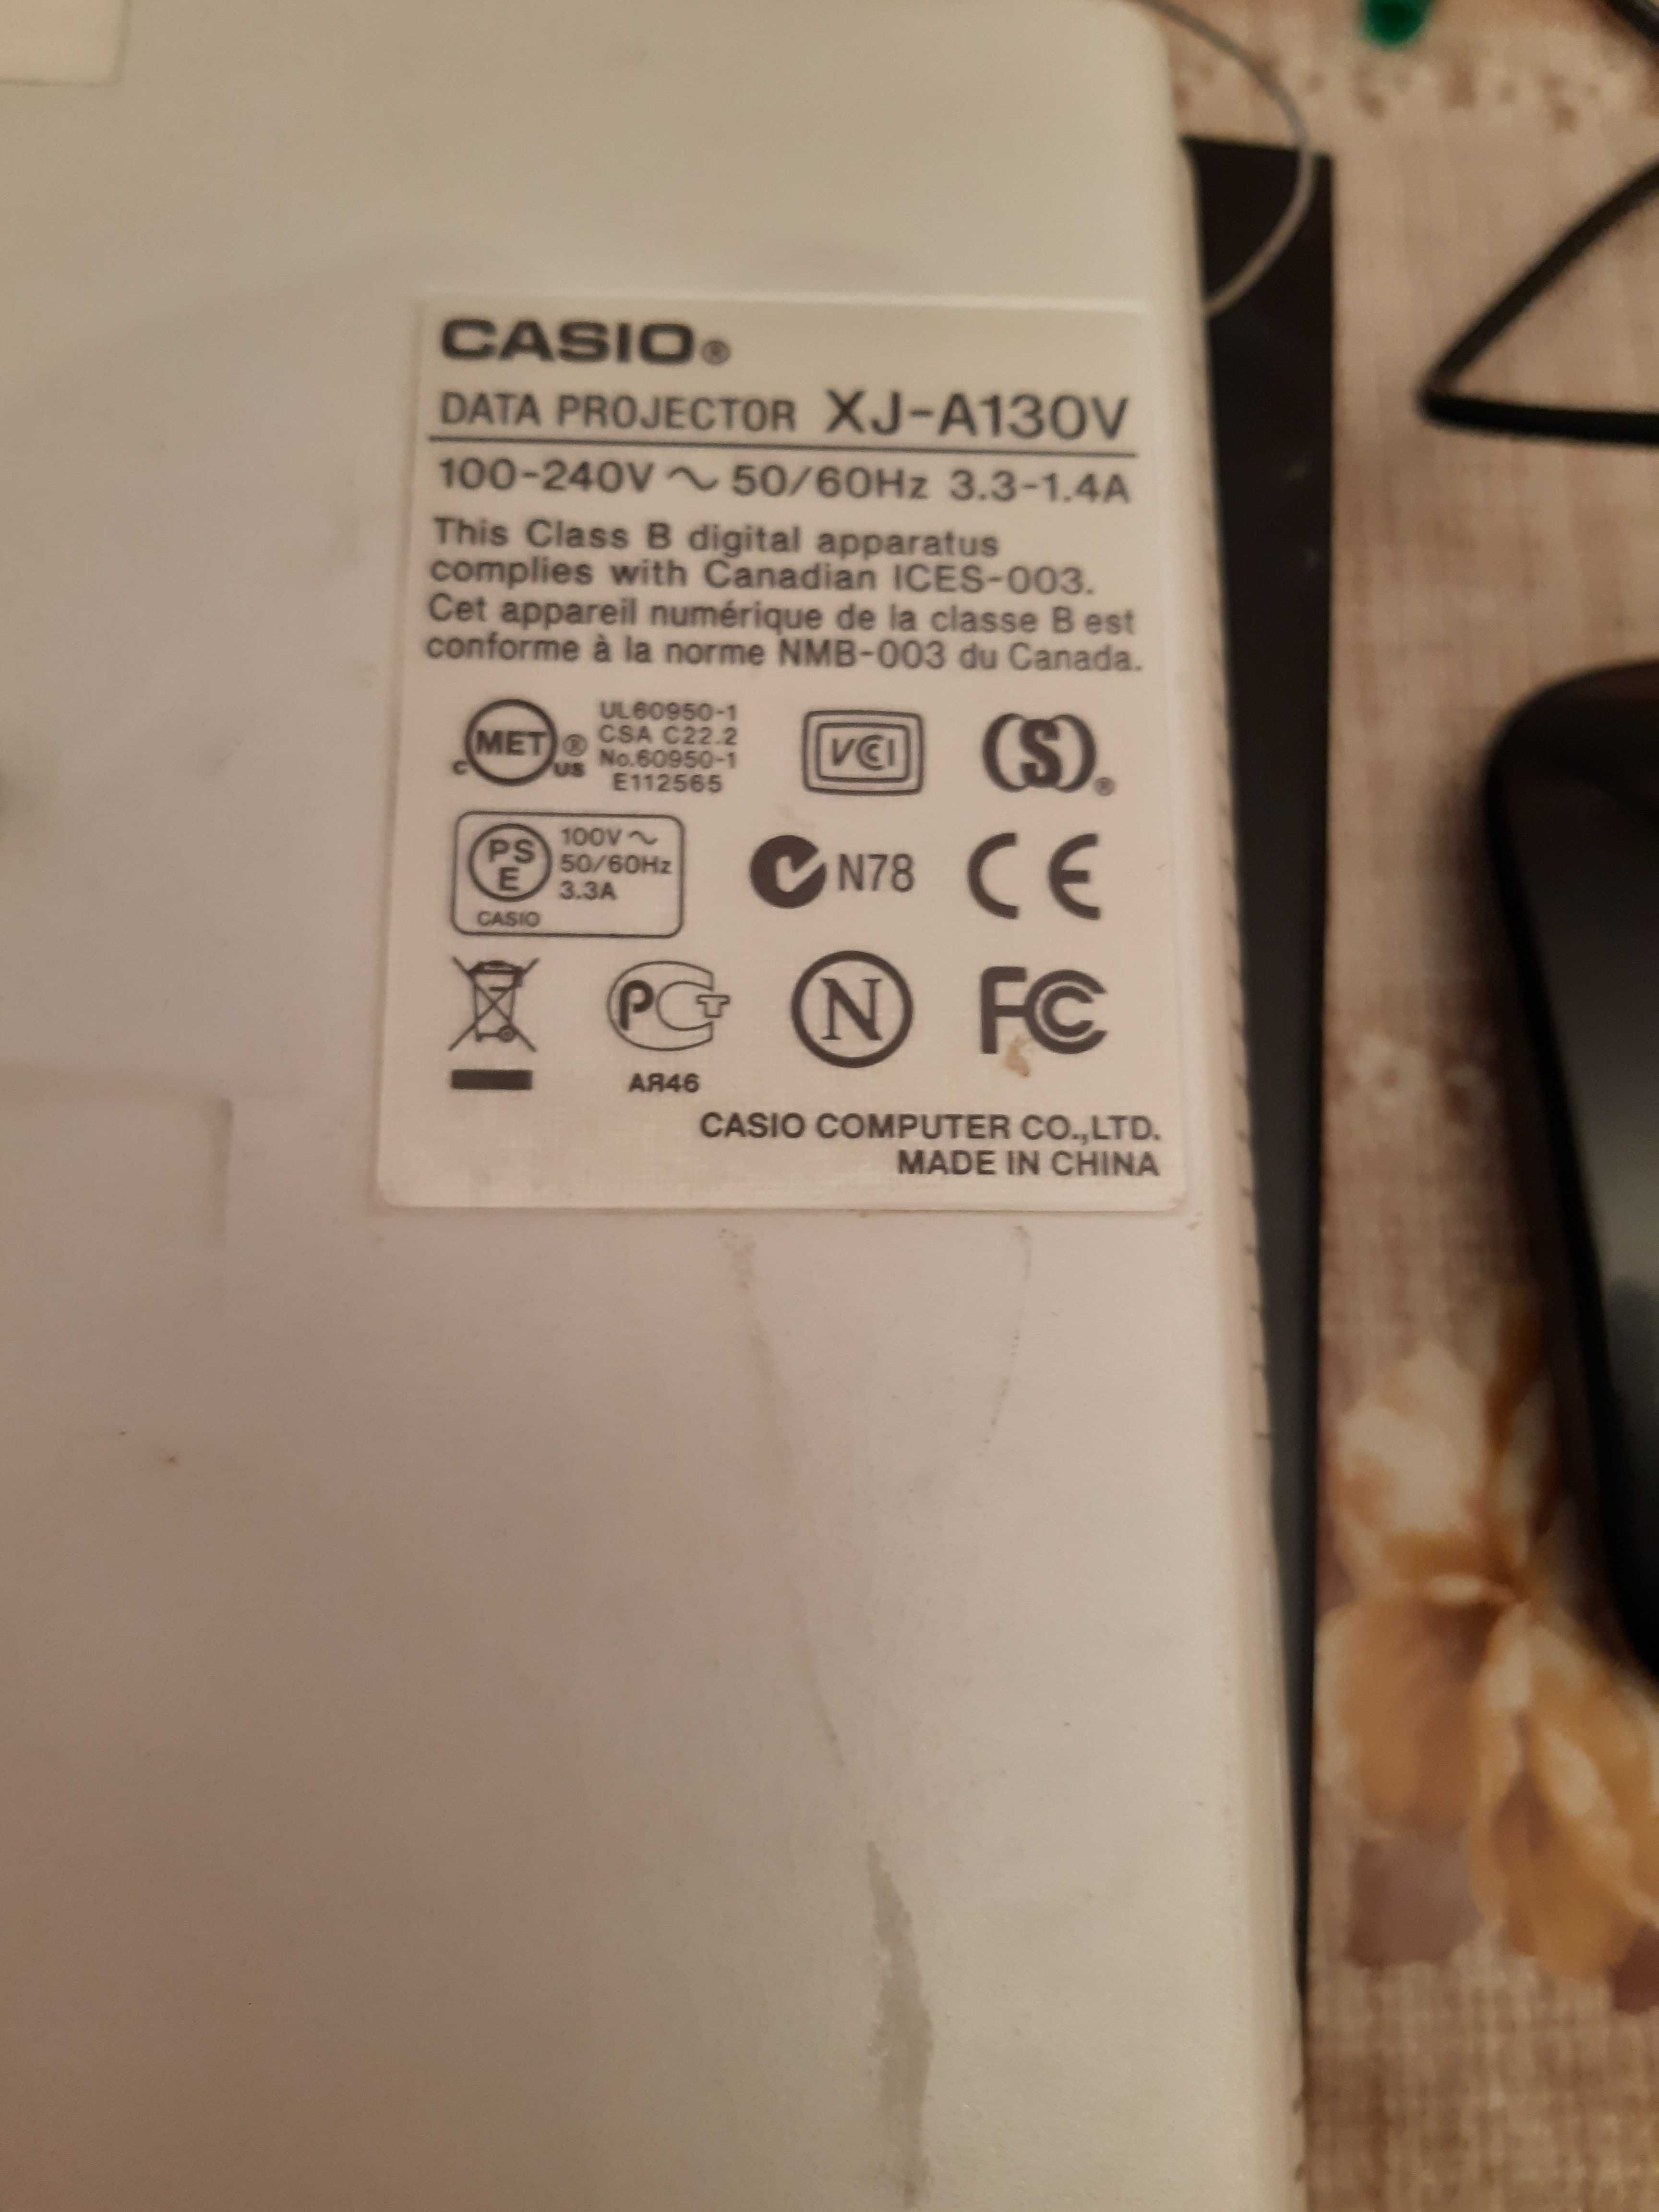 CASIO®
DATA PROJECTOR XJ-A130V
100-240V ~ 50/60Hz 3.3-1.4A
This Class B digital apparatus
complies with Canadian ICES-003.
Cet appareil numérique de la classe B est
conforme à la norme NMB-003 du Canada.
C MET US ®
UL60950-1
CSA C22.2
No.60950-1
E112565
VCCI
(S)®
PSE
CASIO
100V ~
50/60Hz
3.3A
N78
CE
PCT
AЯ46
N
FC
CASIO COMPUTER CO.,LTD.
MADE IN CHINA